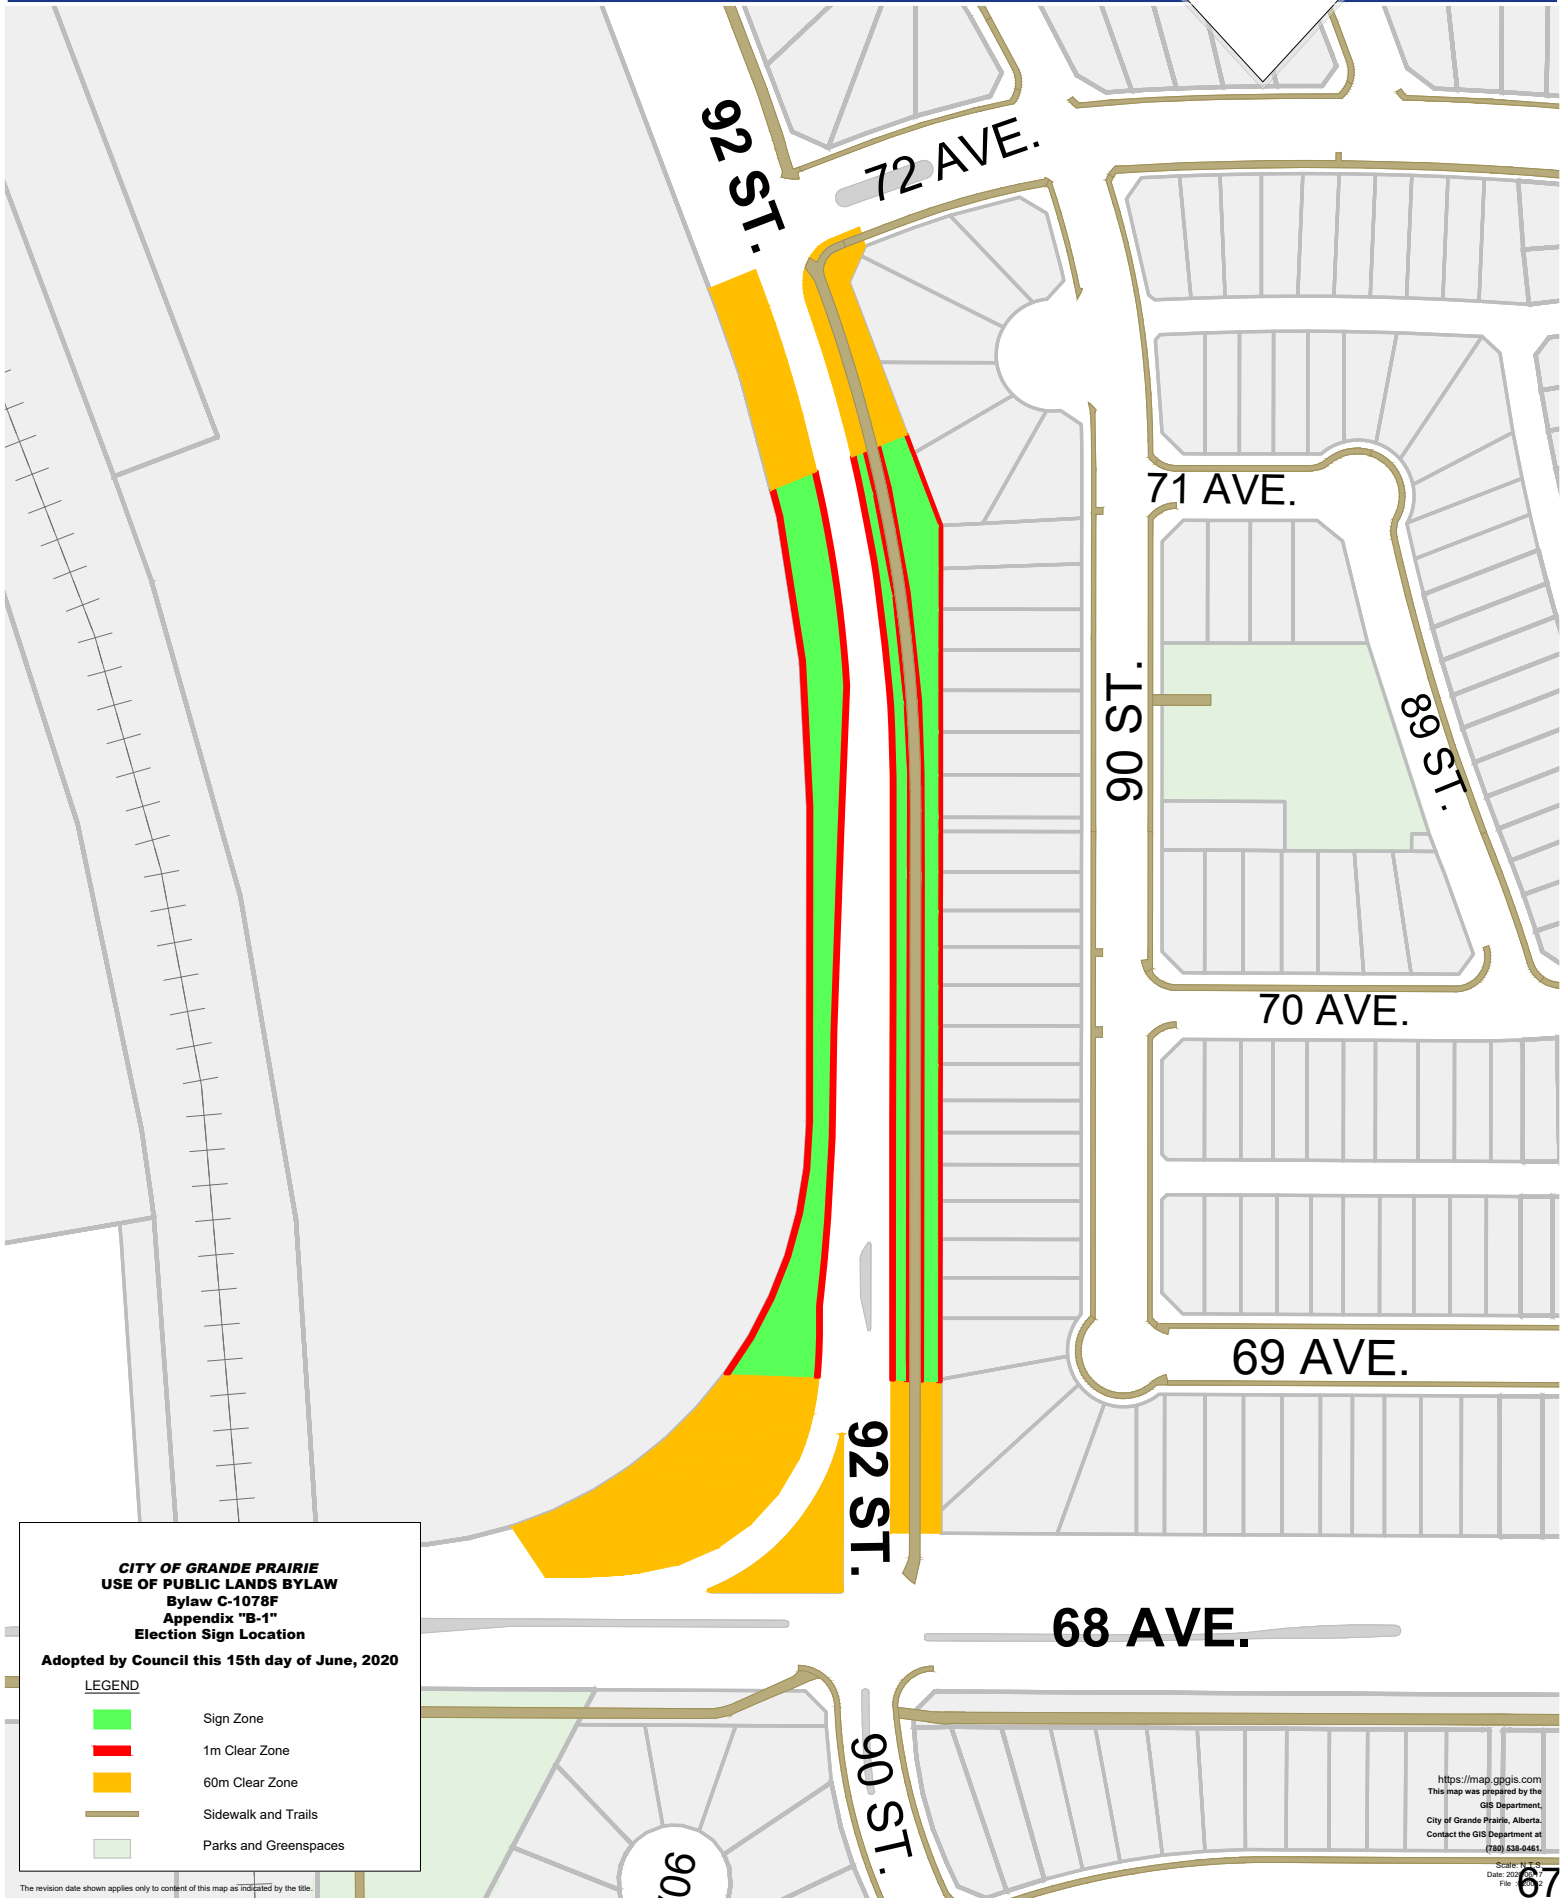 92 ST.
72 AVE.
71 AVE.
90 ST.
89 ST.
70 AVE.
69 AVE.
92 ST.
68 AVE.
90 ST.
CITY OF GRANDE PRAIRIE
USE OF PUBLIC LANDS BYLAW
Bylaw C-1078F
Appendix "B-1"
Election Sign Location
Adopted by Council this 15th day of June, 2020
LEGEND
Sign Zone
1m Clear Zone
60m Clear Zone
Sidewalk and Trails
Parks and Greenspaces
The revision date shown applies only to content of this map as indicated by the title.
https://map.gpgis.com
This map was prepared by the
GIS Department,
City of Grande Prairie, Alberta.
Contact the GIS Department at
(780) 538-0461.
Scale: N.T.S.
Date:
File :
67